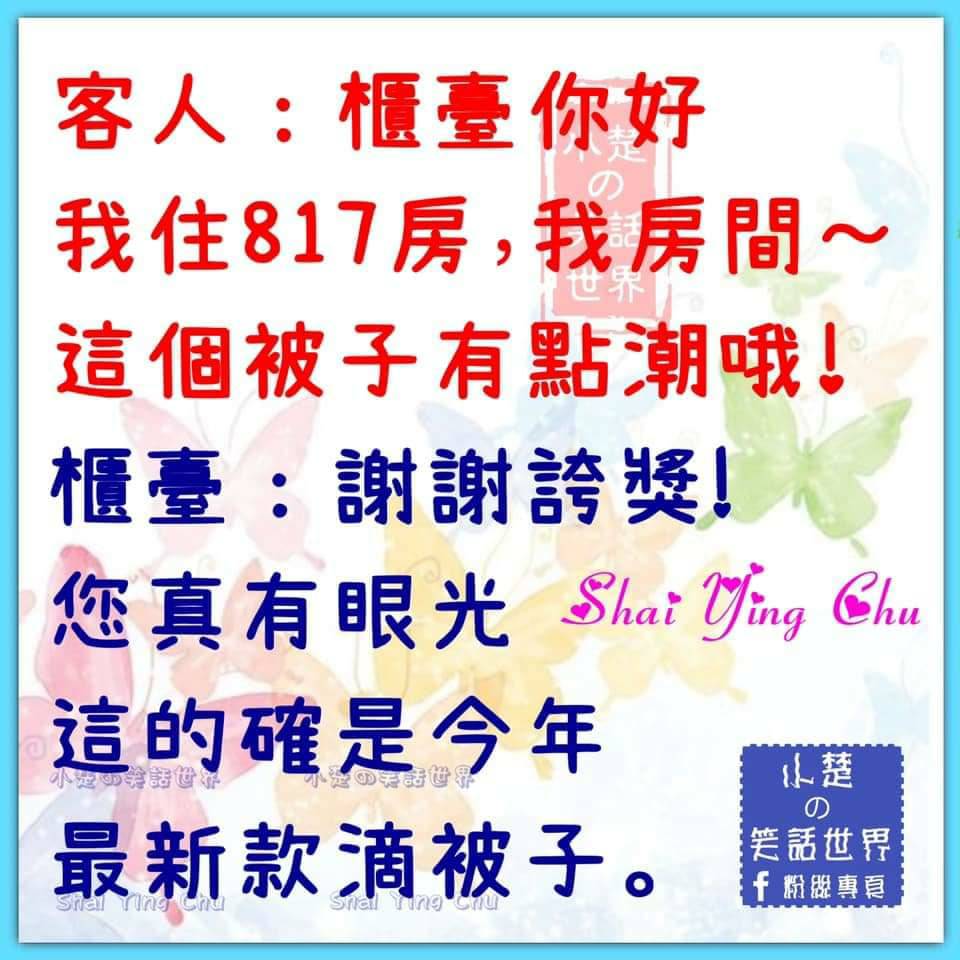 客人：櫃臺你好
我住817房,我房間～
這個被子有點潮哦!
櫃臺：謝謝誇獎!
您真有眼光
Shai Ying Chu
這的確是今年
最新款滴被子。
小楚
の
笑話世界
f 粉絲專頁
小楚
の
笑話
世界
小楚の笑話世界
小楚の笑話世界
Shai Ying Chu
Shai Ying Chu